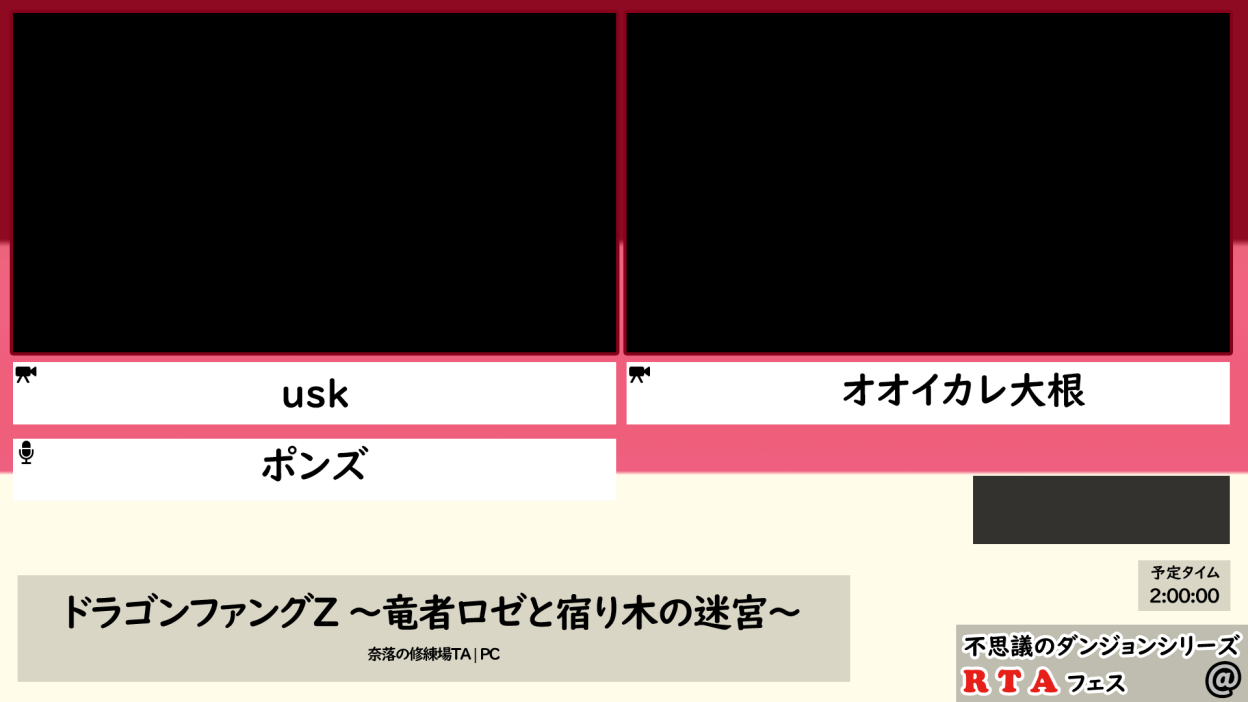 usk
オオイカレ大根
ポンズ
ドラゴンファングZ ～竜者ロゼと宿り木の迷宮～
奈落の修練場TA | PC
予定タイム
2:00:00
不思議のダンジョンシリーズ
RTAフェス @